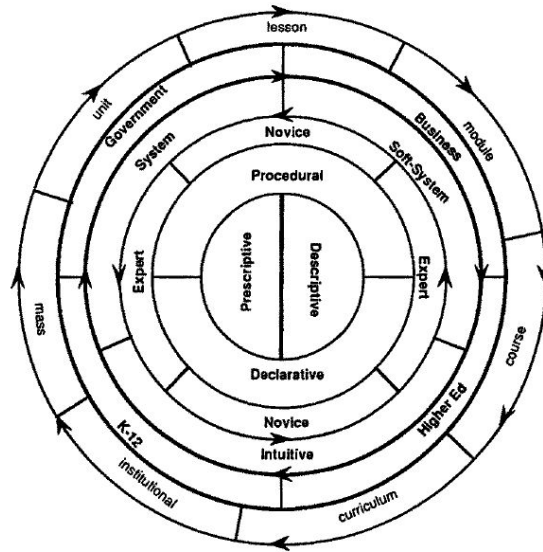 lesson
unit
Government
Business
module
System
Novice
Soft-System
Procedural
mass
Expert
Prescriptive
Descriptive
Expert
course
Declarative
Novice
K-12
Intuitive
Higher Ed
institutional
curriculum